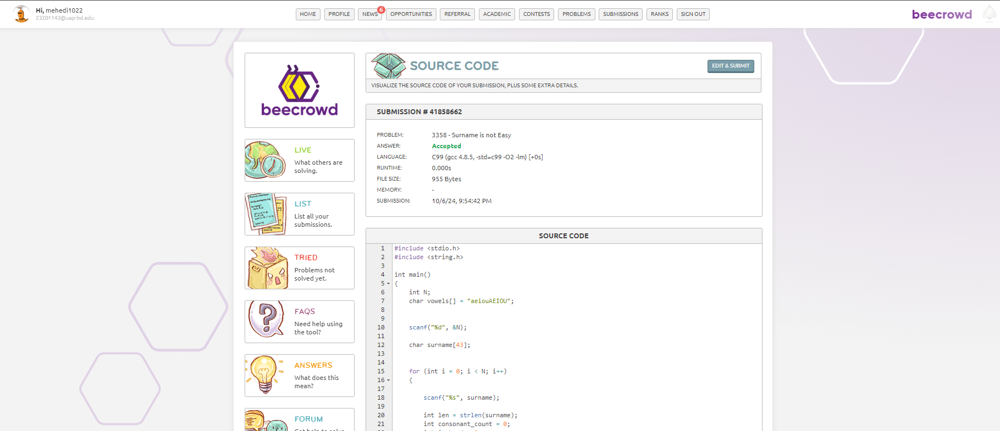 Hi, mehedi1022
23201143@uap-bd.edu
HOME PROFILE NEWS 6 OPPORTUNITIES REFERRAL ACADEMIC CONTESTS PROBLEMS SUBMISSIONS RANKS SIGN OUT
beecrowd
beecrowd
LIVE
What others are
solving.
LIST
List all your
submissions.
TRIED
Problems not
solved yet.
FAQS
Need help using
the tool?
ANSWERS
What does this
mean?
FORUM
SOURCE CODE
EDIT & SUBMIT
VISUALIZE THE SOURCE CODE OF YOUR SUBMISSION, PLUS SOME EXTRA DETAILS.
SUBMISSION # 41858662
PROBLEM: 3358 - Surname is not Easy
ANSWER: Accepted
LANGUAGE: C99 (gcc 4.8.5, -std=c99 -O2 -lm) [+0s]
RUNTIME: 0.000s
FILE SIZE: 955 Bytes
MEMORY: -
SUBMISSION: 10/6/24, 9:54:42 PM
SOURCE CODE
1 #include <stdio.h>
2 #include <string.h>
3
4 int main()
5 {
6 int N;
7 char vowels[] = "aeiouAEIOU";
8
9
10 scanf("%d", &N);
11
12 char surname[43];
13
14
15 for (int i = 0; i < N; i++)
16 {
17
18 scanf("%s", surname);
19
20 int len = strlen(surname);
21 int consonant_count = 0;